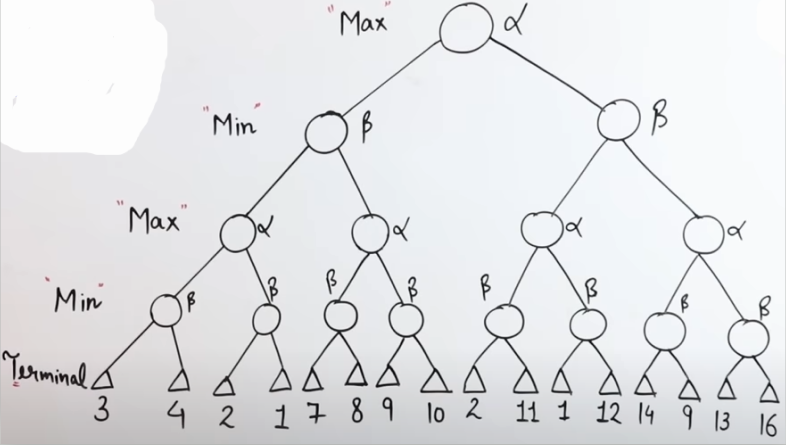 "Max" α
"Min" β β
"Max" α α α α
"Min" β β β β β β β β
Terminal
3 4 2 1 7 8 9 10 2 11 1 12 14 9 13 16